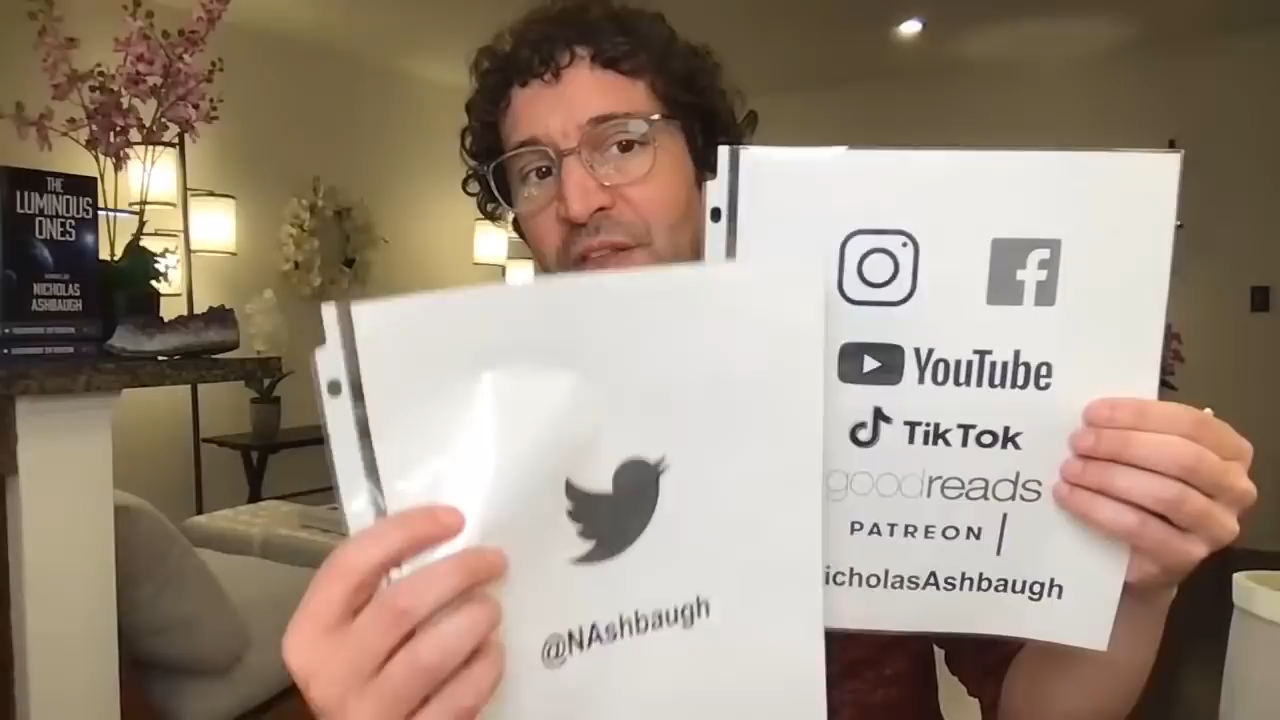 THE
LUMINOUS
ONES
NICHOLAS
ASHBAUGH
YouTube
TikTok
goodreads
PATREON
icholasAshbaugh
@NAshbaugh